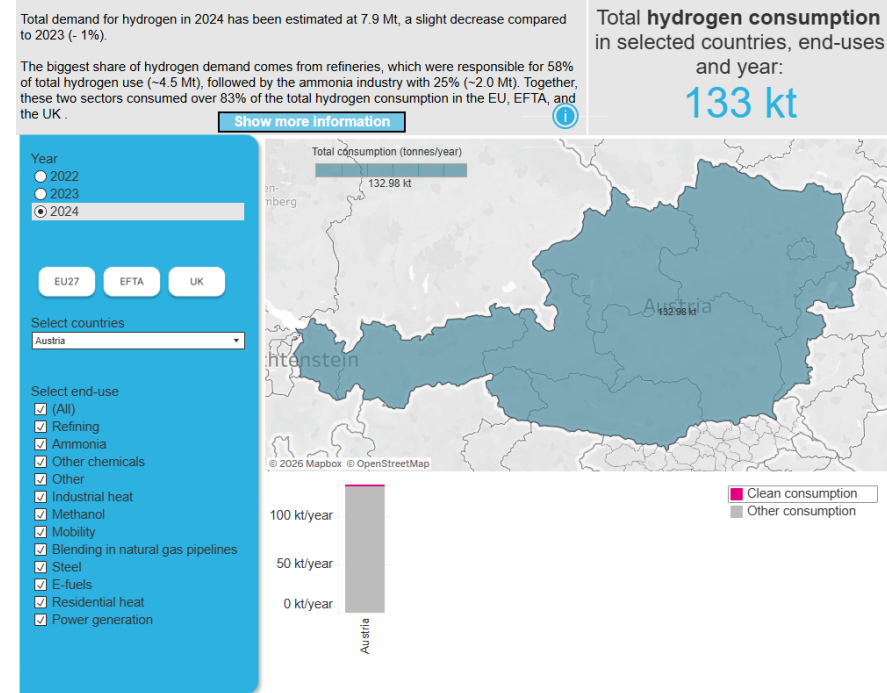 Total demand for hydrogen in 2024 has been estimated at 7.9 Mt, a slight decrease compared
to 2023 (- 1%).
The biggest share of hydrogen demand comes from refineries, which were responsible for 58%
of total hydrogen use (~4.5 Mt), followed by the ammonia industry with 25% (~2.0 Mt). Together,
these two sectors consumed over 83% of the total hydrogen consumption in the EU, EFTA, and
the UK .
Show more information
i
Total hydrogen consumption
in selected countries, end-uses
and year:
133 kt
Year
2022
2023
2024
EU27
EFTA
UK
Select countries
Austria
Select end-use
(All)
Refining
Ammonia
Other chemicals
Other
Industrial heat
Methanol
Mobility
Blending in natural gas pipelines
Steel
E-fuels
Residential heat
Power generation
Total consumption (tonnes/year)
132.98 kt
Austria
132.98 kt
© 2026 Mapbox © OpenStreetMap
100 kt/year
50 kt/year
0 kt/year
Austria
Clean consumption
Other consumption